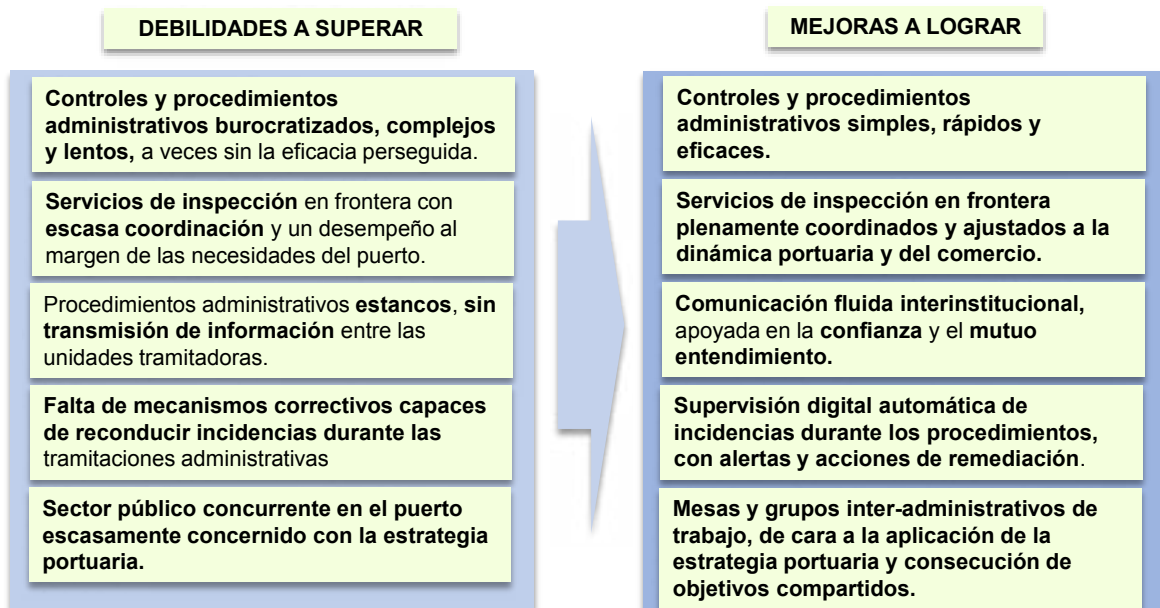 DEBILIDADES A SUPERAR
Controles y procedimientos
administrativos burocratizados, complejos
y lentos, a veces sin la eficacia perseguida.
Servicios de inspección en frontera con
escasa coordinación y un desempeño al
margen de las necesidades del puerto.
Procedimientos administrativos estancos, sin
transmisión de información entre las
unidades tramitadoras.
Falta de mecanismos correctivos capaces
de reconducir incidencias durante las
tramitaciones administrativas
Sector público concurrente en el puerto
escasamente concernido con la estrategia
portuaria.
MEJORAS A LOGRAR
Controles y procedimientos
administrativos simples, rápidos y
eficaces.
Servicios de inspección en frontera
plenamente coordinados y ajustados a la
dinámica portuaria y del comercio.
Comunicación fluida interinstitucional,
apoyada en la confianza y el mutuo
entendimiento.
Supervisión digital automática de
incidencias durante los procedimientos,
con alertas y acciones de remediación.
Mesas y grupos inter-administrativos de
trabajo, de cara a la aplicación de la
estrategia portuaria y consecución de
objetivos compartidos.